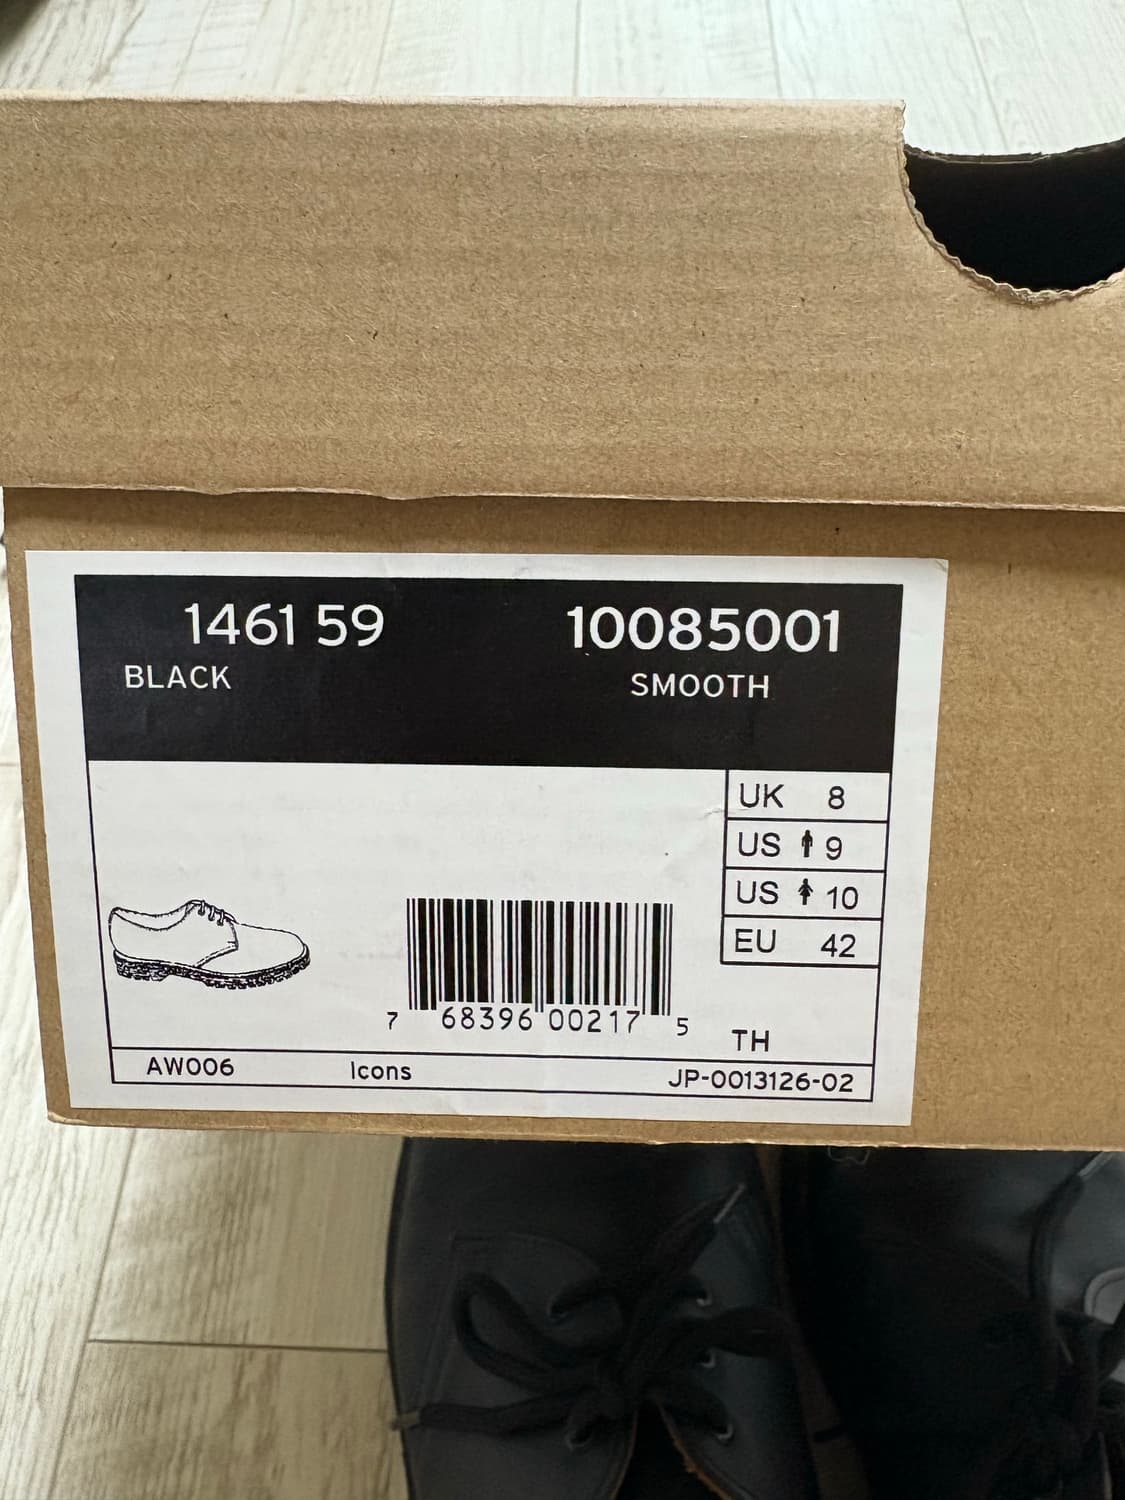 1461 59 10085001
BLACK SMOOTH
UK 8
US 9
US 10
EU 42
7 68396 00217 5
TH
AW006 Icons JP-0013126-02